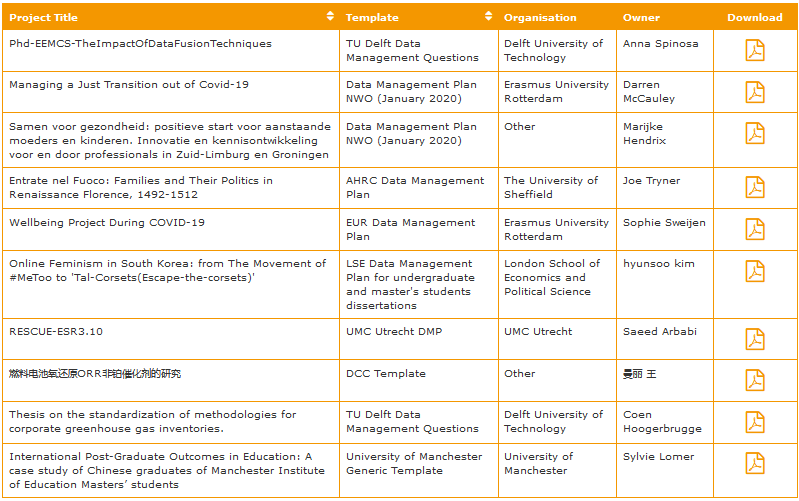 Project Title Template Organisation Owner Download
Phd-EEMCS-TheImpactOfDataFusionTechniques
TU Delft Data
Management Questions
Delft University of
Technology
Anna Spinosa
Managing a Just Transition out of Covid-19
Data Management Plan
NWO (January 2020)
Erasmus University
Rotterdam
Darren
McCauley
Samen voor gezondheid: positieve start voor aanstaande
moeders en kinderen. Innovatie en kennisontwikkeling
voor en door professionals in Zuid-Limburg en Groningen
Data Management Plan
NWO (January 2020)
Other
Marijke
Hendrix
Entrate nel Fuoco: Families and Their Politics in
Renaissance Florence, 1492-1512
AHRC Data Management
Plan
The University of
Sheffield
Joe Tryner
Wellbeing Project During COVID-19
EUR Data Management
Plan
Erasmus University
Rotterdam
Sophie Sweijen
Online Feminism in South Korea: from The Movement of
#MeToo to 'Tal-Corsets(Escape-the-corsets)'
LSE Data Management
Plan for undergraduate
and master's students
dissertations
London School of
Economics and
Political Science
hyunsoo kim
RESCUE-ESR3.10
UMC Utrecht DMP
UMC Utrecht
Saeed Arbabi
燃料电池氧还原ORR非铂催化剂的研究
DCC Template
Other
曼丽 王
Thesis on the standardization of methodologies for
corporate greenhouse gas inventories.
TU Delft Data
Management Questions
Delft University of
Technology
Coen
Hoogerbrugge
International Post-Graduate Outcomes in Education: A
case study of Chinese graduates of Manchester Institute
of Education Masters’ students
University of Manchester
Generic Template
University of
Manchester
Sylvie Lomer